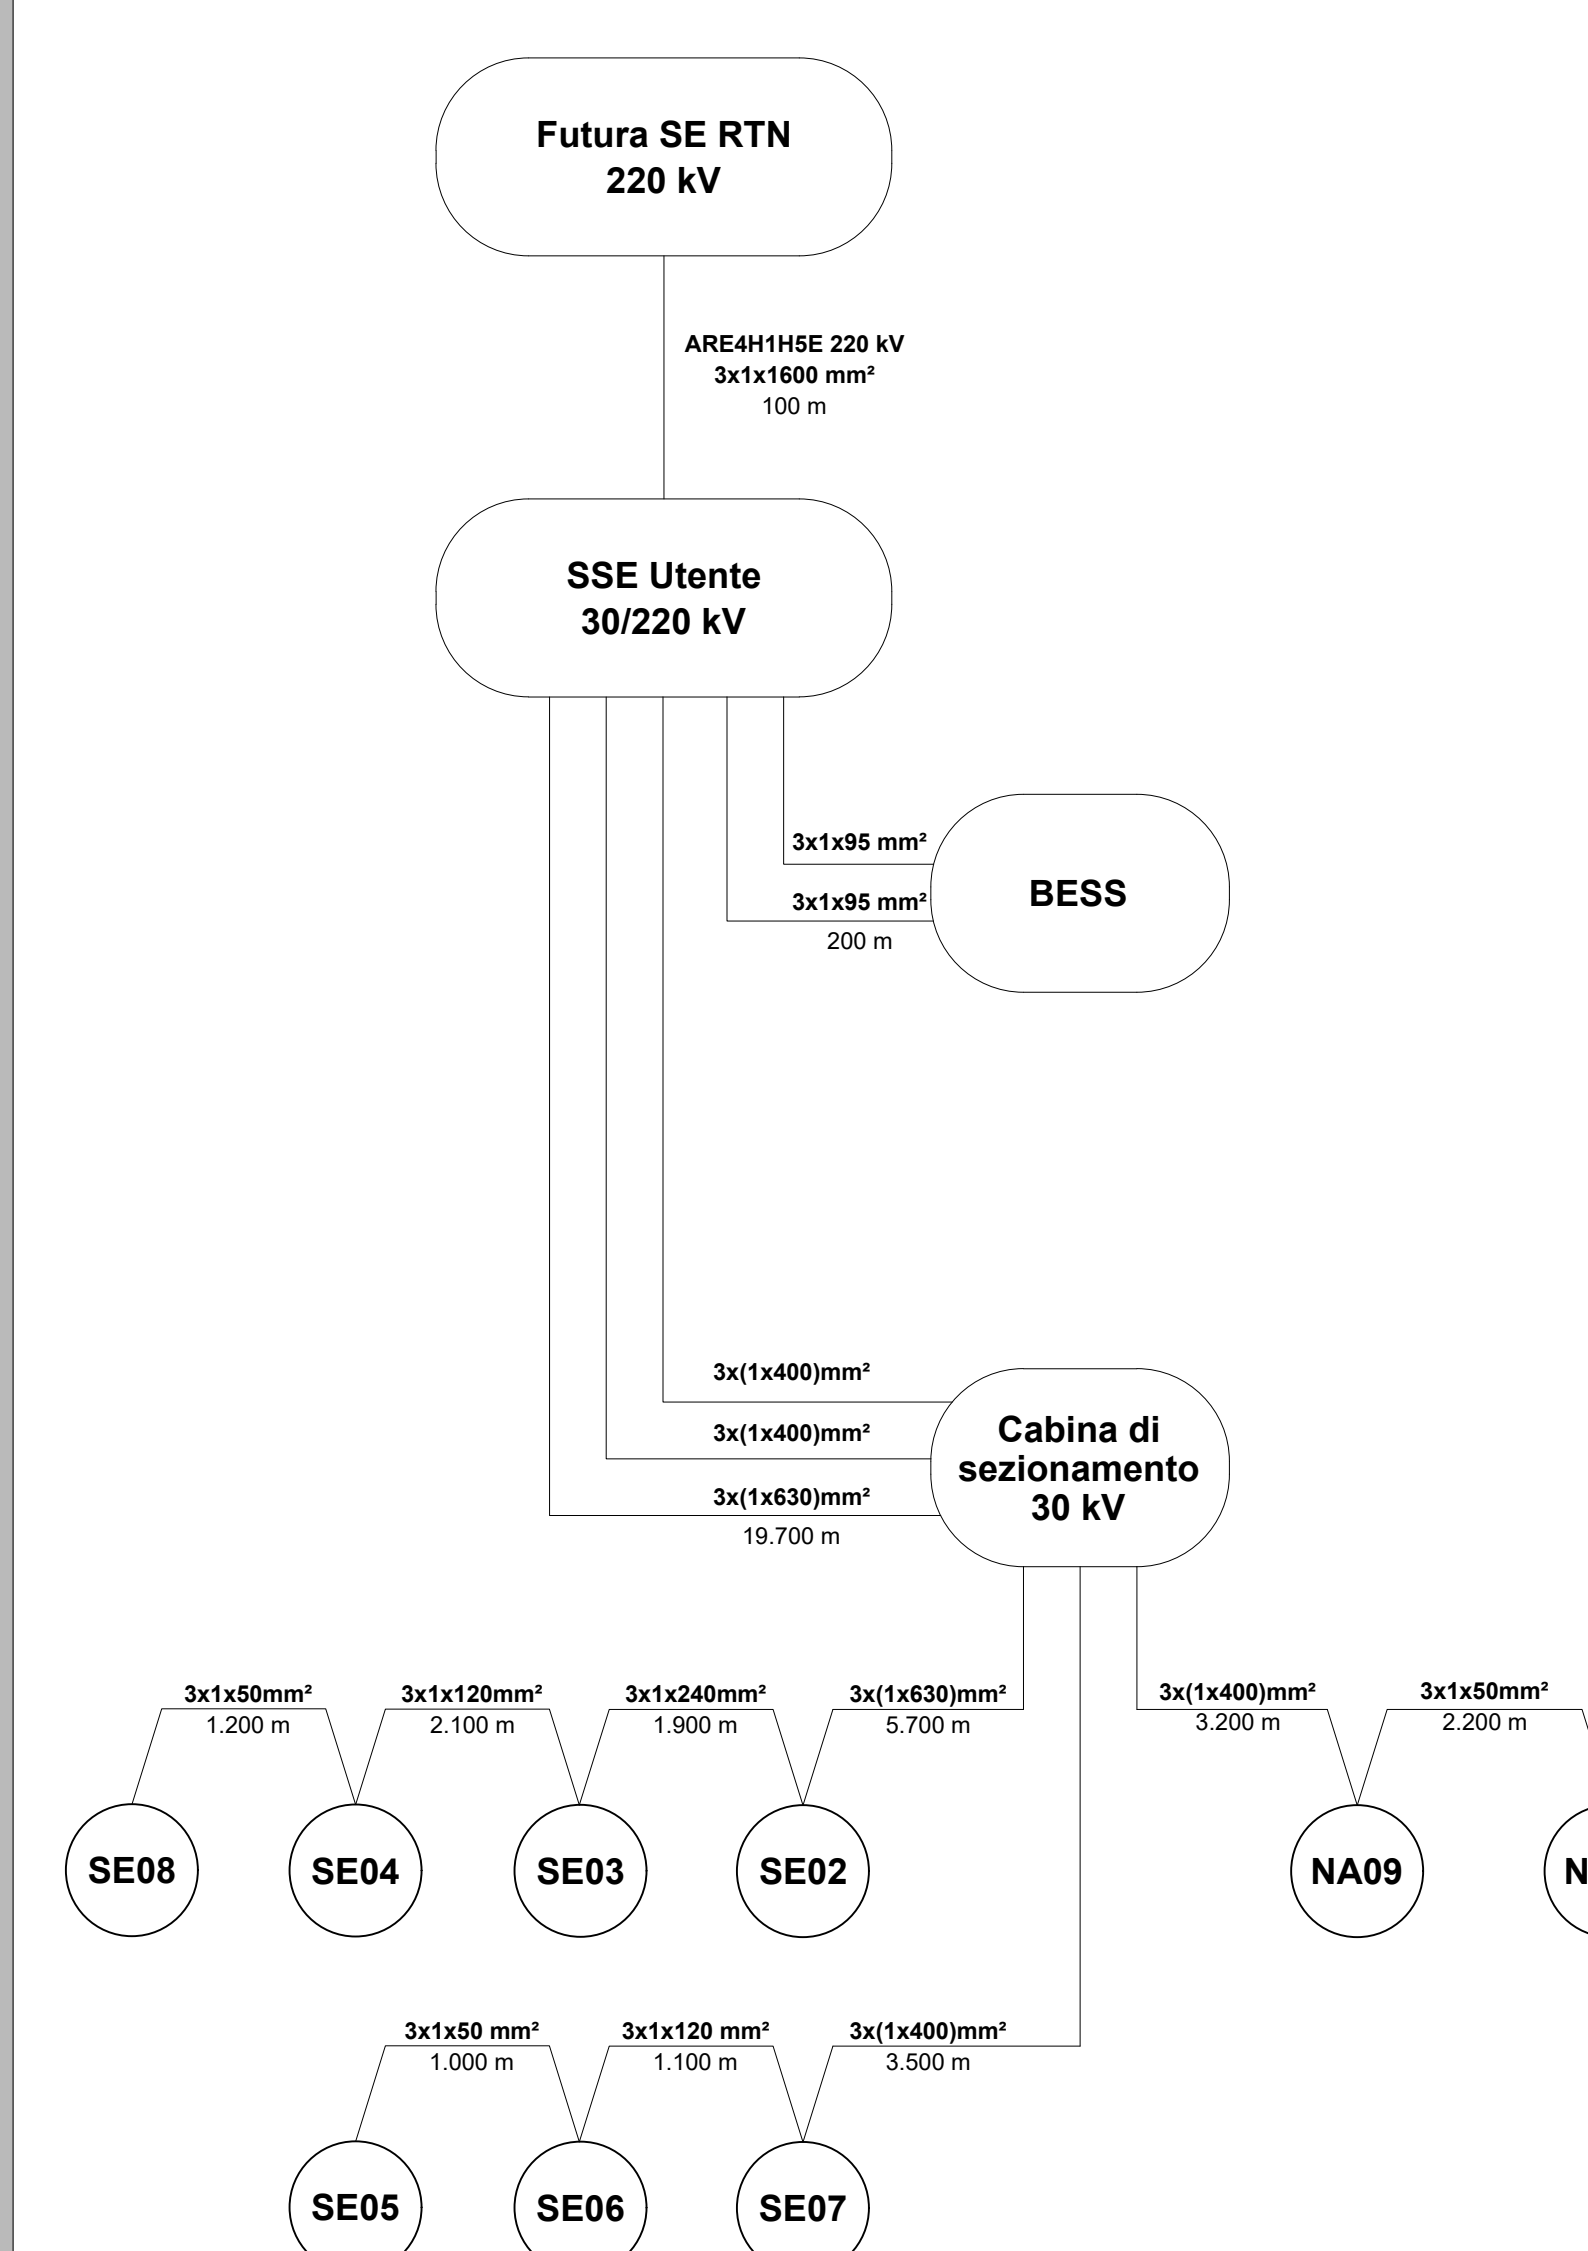 Futura SE RTN
220 kV
ARE4H1H5E 220 kV
3x1x1600 mm²
100 m
SSE Utente
30/220 kV
3x1x95 mm²
3x1x95 mm²
200 m
BESS
3x(1x400)mm²
3x(1x400)mm²
3x(1x630)mm²
19.700 m
Cabina di
sezionamento
30 kV
3x1x50mm²
1.200 m
3x1x120mm²
2.100 m
3x1x240mm²
1.900 m
3x(1x630)mm²
5.700 m
3x(1x400)mm²
3.200 m
3x1x50mm²
2.200 m
SE08
SE04
SE03
SE02
NA09
3x1x50 mm²
1.000 m
3x1x120 mm²
1.100 m
3x(1x400)mm²
3.500 m
SE05
SE06
SE07